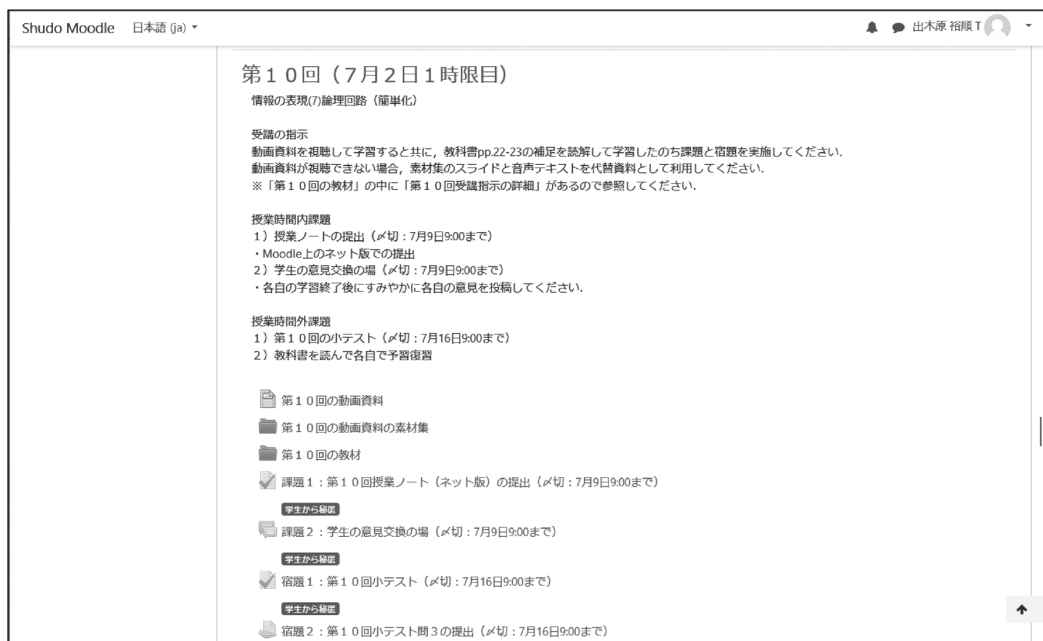 Shudo Moodle 日本語 (ja)
出木原 裕順 T
第10回（7月2日1時限目）
情報の表現(7)論理回路（簡単化）
受講の指示
動画資料を視聴して学習すると共に，教科書pp.22-23の補足を読解して学習したのち課題と宿題を実施してください．
動画資料が視聴できない場合，素材集のスライドと音声テキストを代替資料として利用してください．
※「第10回の教材」の中に「第10回受講指示の詳細」があるので参照してください．
授業時間内課題
1）授業ノートの提出（〆切：7月9日9:00まで）
・Moodle上のネット版での提出
2）学生の意見交換の場（〆切：7月9日9:00まで）
・各自の学習終了後にすみやかに各自の意見を投稿してください．
授業時間外課題
1）第10回の小テスト（〆切：7月16日9:00まで）
2）教科書を読んで各自で予習復習
第10回の動画資料
第10回の動画資料の素材集
第10回の教材
課題1：第10回授業ノート（ネット版）の提出（〆切：7月9日9:00まで）
学生から秘匿
課題2：学生の意見交換の場（〆切：7月9日9:00まで）
学生から秘匿
宿題1：第10回小テスト（〆切：7月16日9:00まで）
学生から秘匿
宿題2：第10回小テスト問3の提出（〆切：7月16日9:00まで）